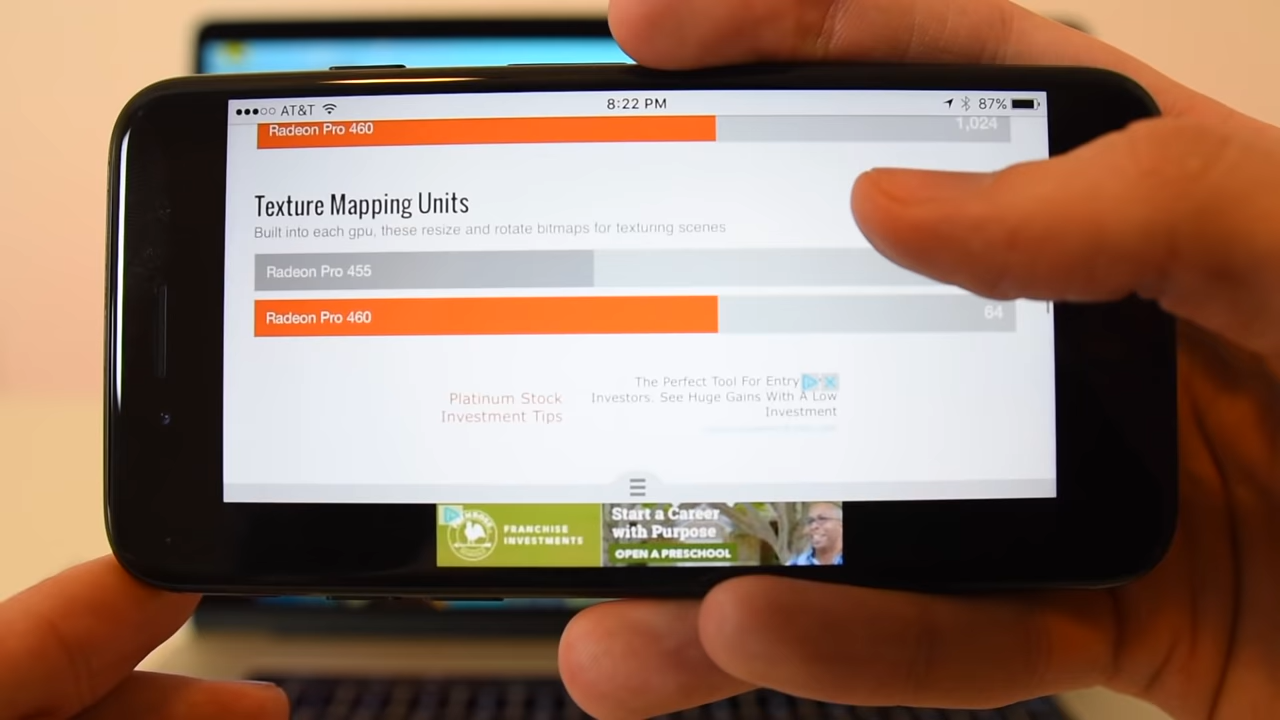 AT&T
8:22 PM
87%
Radeon Pro 460
1,024
Texture Mapping Units
Built into each gpu, these resize and rotate bitmaps for texturing scenes
Radeon Pro 455
Radeon Pro 460
64
Platinum Stock
Investment Tips
The Perfect Tool For Entry
Investors. See Huge Gains With A Low
Investment
FRANCHISE
INVESTMENTS
Start a Career
with Purpose
OPEN A PRESCHOOL